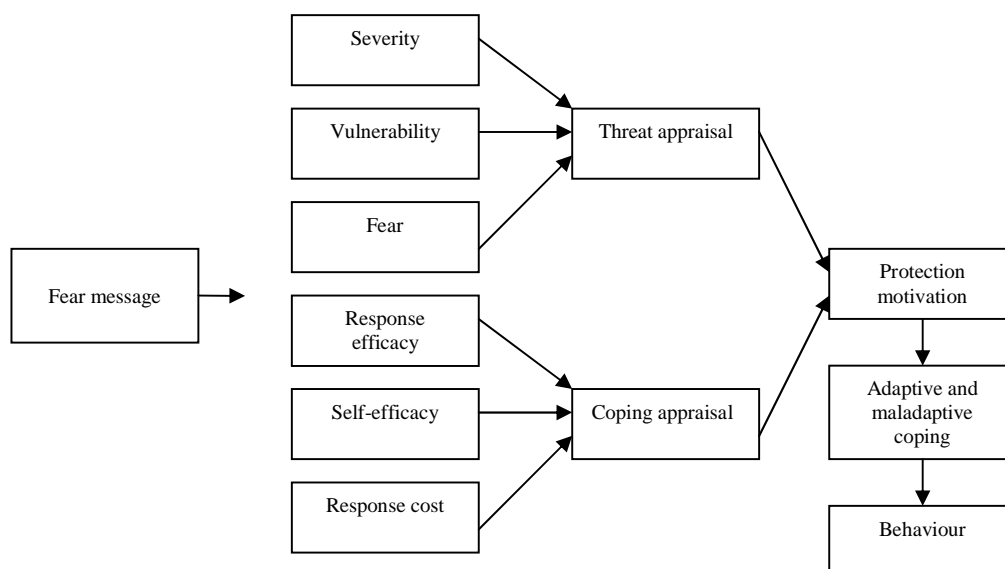 Severity
Vulnerability
Threat appraisal
Fear
Fear message
Protection
motivation
Response
efficacy
Self-efficacy
Coping appraisal
Adaptive and
maladaptive
coping
Response cost
Behaviour